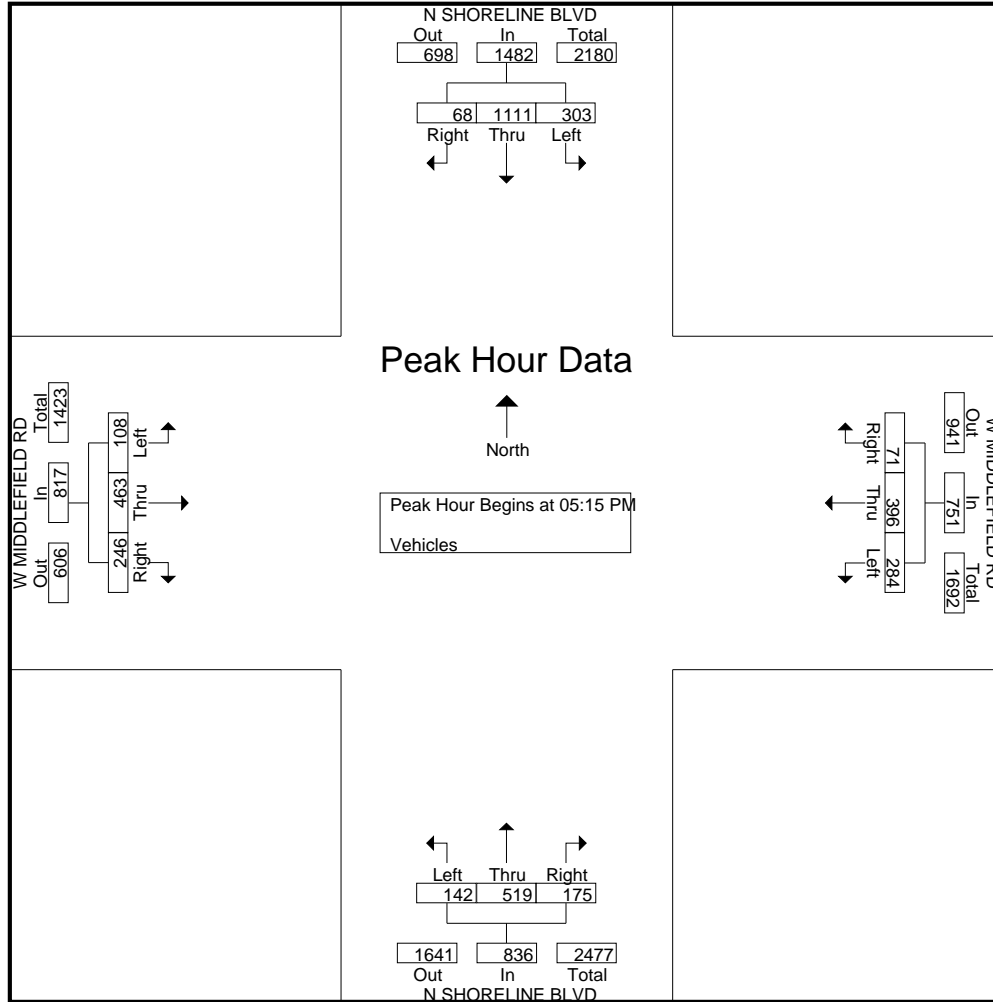 N SHORELINE BLVD
Out In Total
698 1482 2180
68 1111 303
Right Thru Left
Peak Hour Data
North
Peak Hour Begins at 05:15 PM
Vehicles
W MIDDLEFIELD RD
Out In Total
606 817 1423
Right Thru Left
246 463 108
W MIDDLEFIELD RD
Out In Total
941 751 1692
Right Thru Left
71 396 284
Left Thru Right
142 519 175
1641 836 2477
Out In Total
N SHORELINE BLVD